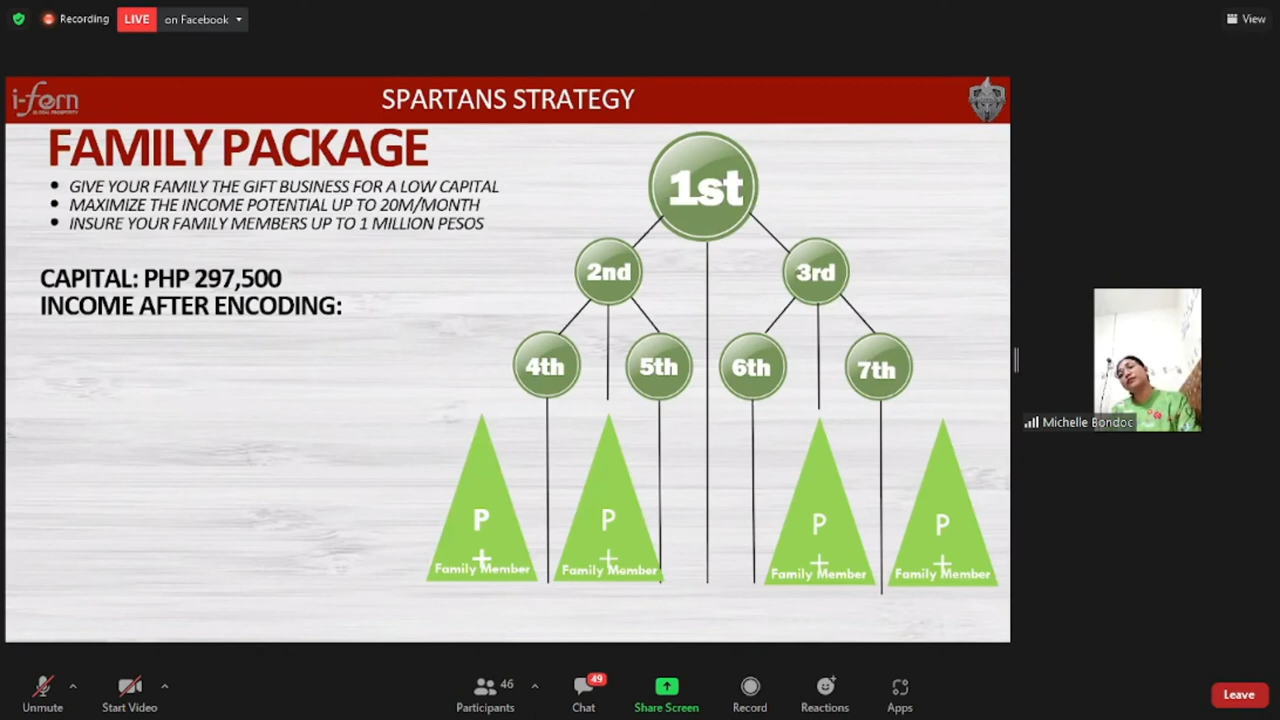 Recording
LIVE on Facebook
View
i-fern
GLOBAL PROSPERITY
SPARTANS STRATEGY
FAMILY PACKAGE
• GIVE YOUR FAMILY THE GIFT BUSINESS FOR A LOW CAPITAL
• MAXIMIZE THE INCOME POTENTIAL UP TO 20M/MONTH
• INSURE YOUR FAMILY MEMBERS UP TO 1 MILLION PESOS
CAPITAL: PHP 297,500
INCOME AFTER ENCODING:
1st
2nd
3rd
4th
5th
6th
7th
P
+
Family Member
P
+
Family Member
P
+
Family Member
P
+
Family Member
Michelle Bondoc
Unmute
Start Video
46
Participants
49
Chat
Share Screen
Record
Reactions
Apps
Leave